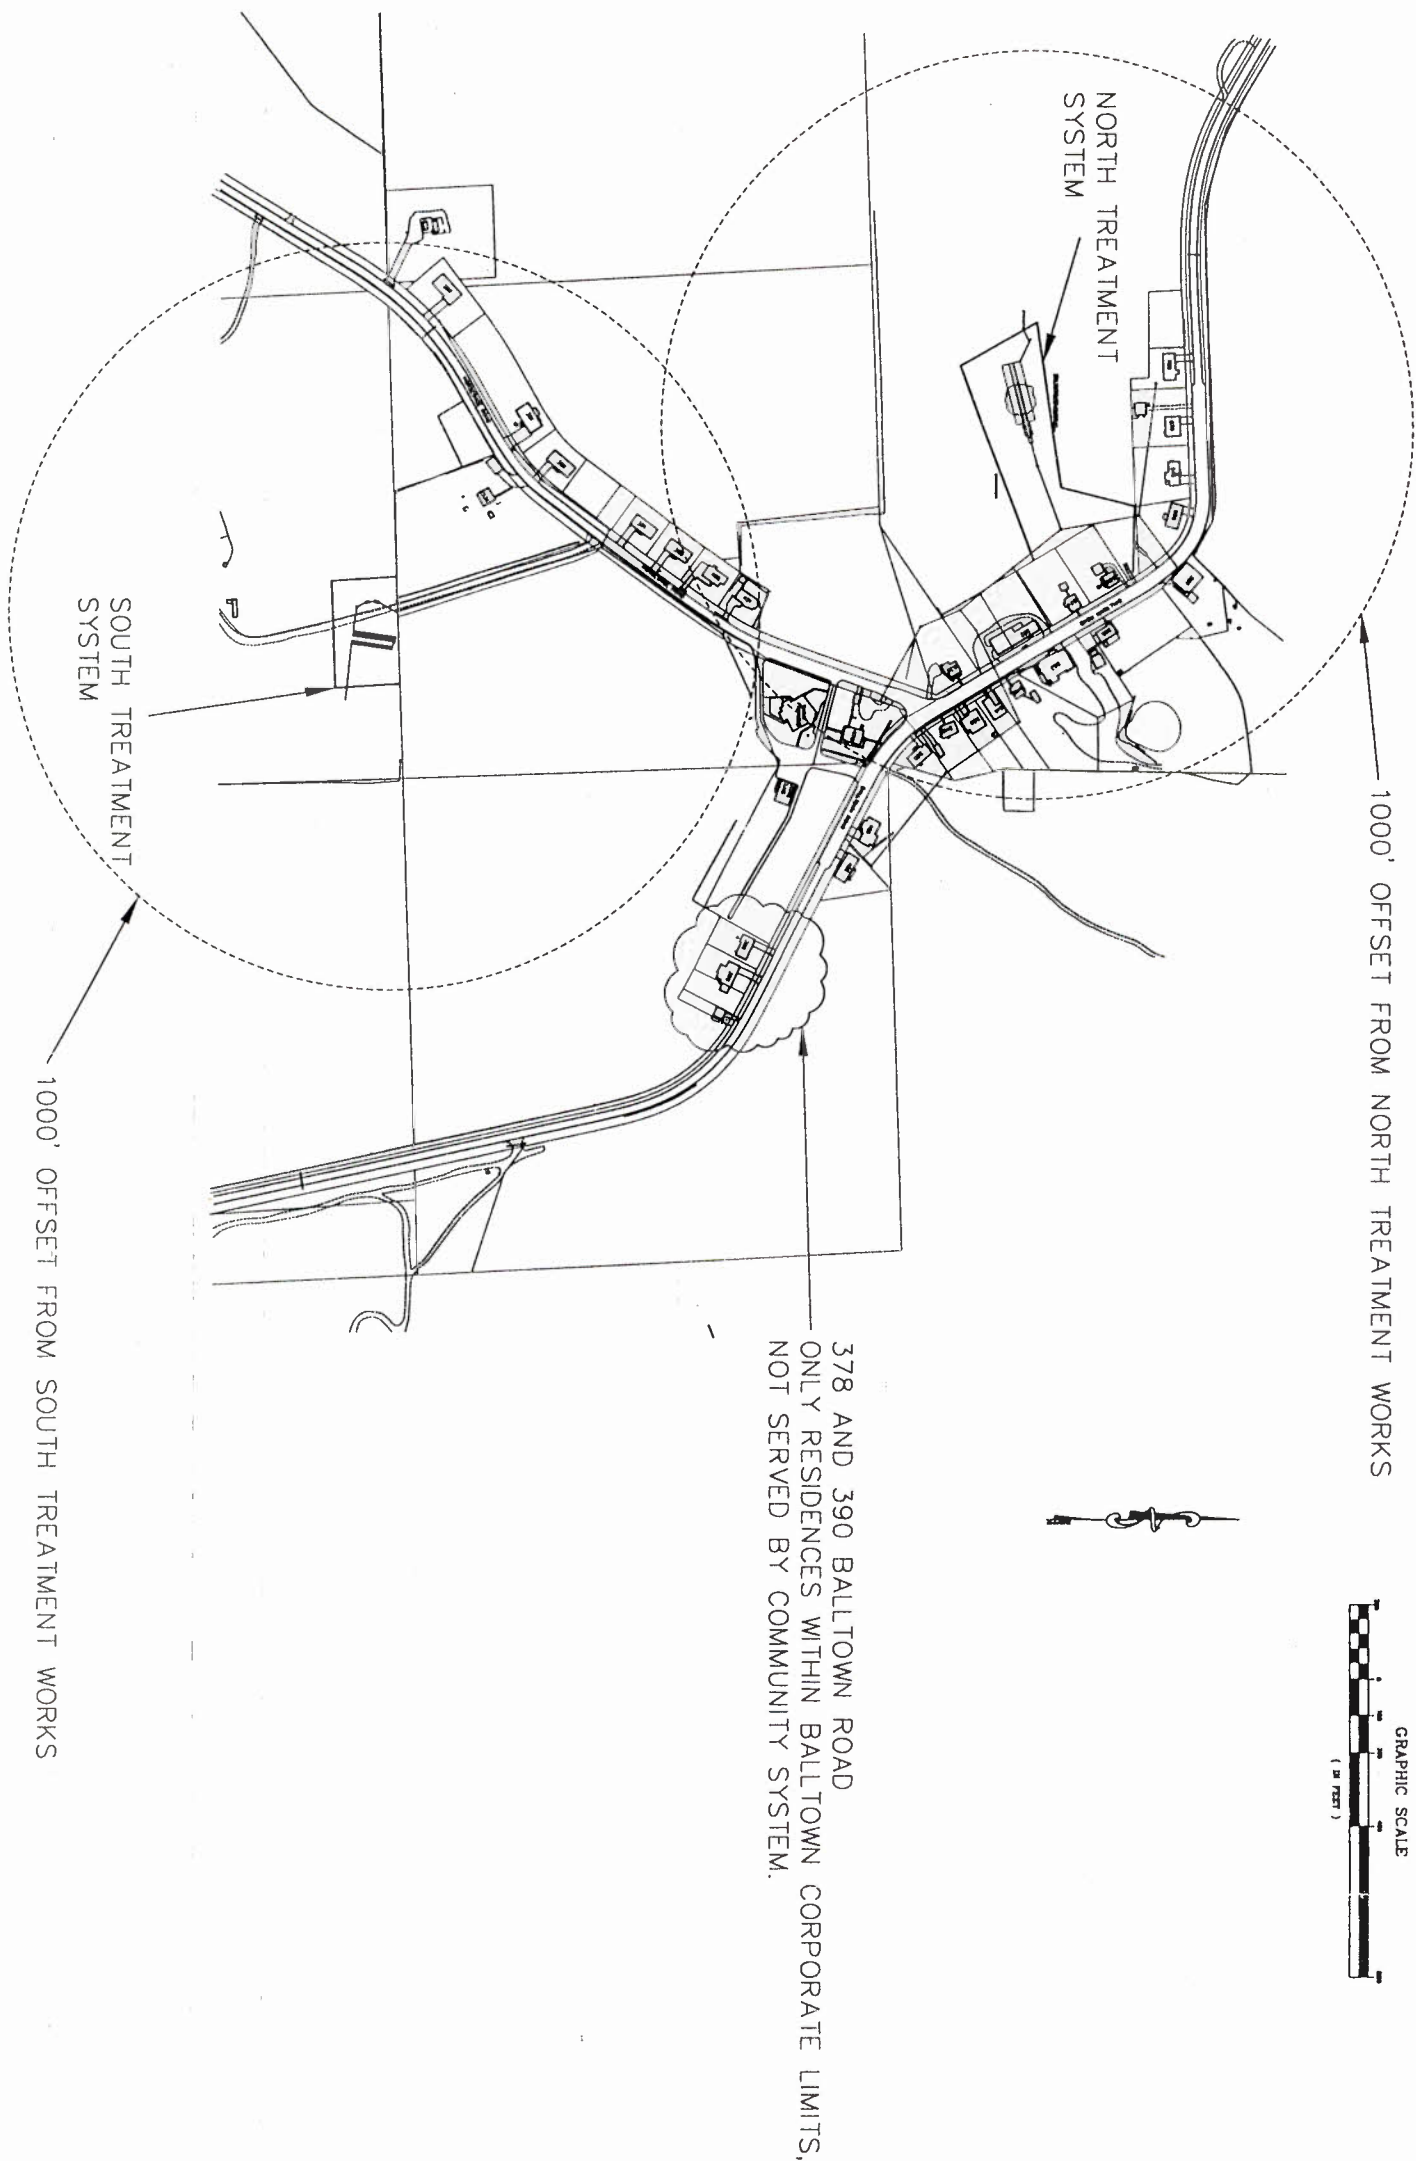 NORTH TREATMENT
SYSTEM
1000' OFFSET FROM NORTH TREATMENT WORKS
SOUTH TREATMENT
SYSTEM
1000' OFFSET FROM SOUTH TREATMENT WORKS
378 AND 390 BALLTOWN ROAD
ONLY RESIDENCES WITHIN BALLTOWN CORPORATE LIMITS,
NOT SERVED BY COMMUNITY SYSTEM.
GRAPHIC SCALE
( IN FEET )